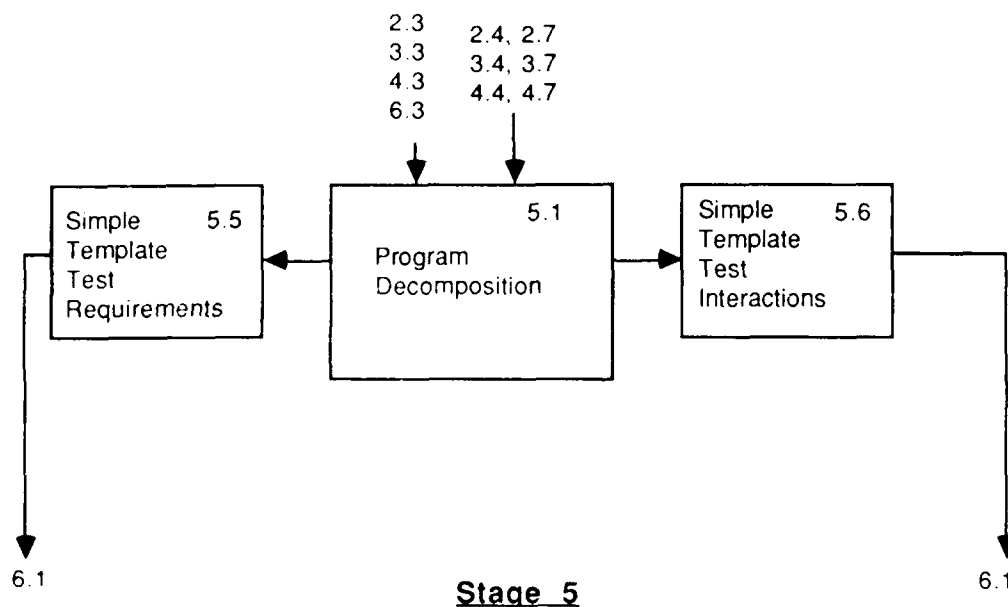 2.3
3.3
4.3
6.3
2.4, 2.7
3.4, 3.7
4.4, 4.7
Simple 5.5
Template
Test
Requirements
5.1
Program
Decomposition
Simple 5.6
Template
Test
Interactions
6.1
6.1
Stage 5